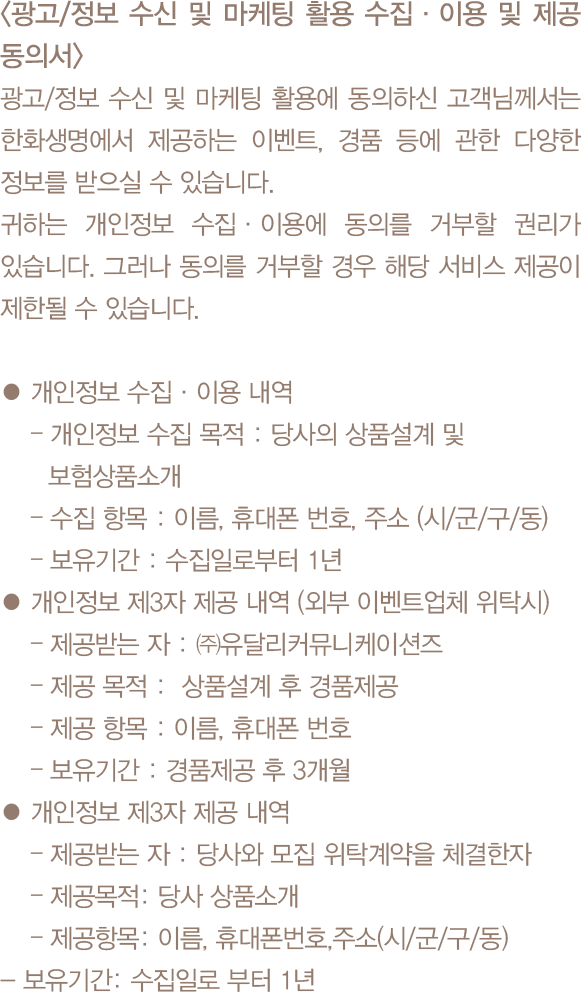 <광고/정보 수신 및 마케팅 활용 수집 · 이용 및 제공
동의서>
광고/정보 수신 및 마케팅 활용에 동의하신 고객님께서는
한화생명에서 제공하는 이벤트, 경품 등에 관한 다양한
정보를 받으실 수 있습니다.
귀하는 개인정보 수집 · 이용에 동의를 거부할 권리가
있습니다. 그러나 동의를 거부할 경우 해당 서비스 제공이
제한될 수 있습니다.
● 개인정보 수집 · 이용 내역
- 개인정보 수집 목적 : 당사의 상품설계 및
보험상품소개
- 수집 항목 : 이름, 휴대폰 번호, 주소 (시/군/구/동)
- 보유기간 : 수집일로부터 1년
● 개인정보 제3자 제공 내역 (외부 이벤트업체 위탁시)
- 제공받는 자 : ㈜유달리커뮤니케이션즈
- 제공 목적 : 상품설계 후 경품제공
- 제공 항목 : 이름, 휴대폰 번호
- 보유기간 : 경품제공 후 3개월
● 개인정보 제3자 제공 내역
- 제공받는 자 : 당사와 모집 위탁계약을 체결한자
- 제공목적: 당사 상품소개
- 제공항목: 이름, 휴대폰번호,주소(시/군/구/동)
- 보유기간: 수집일로 부터 1년